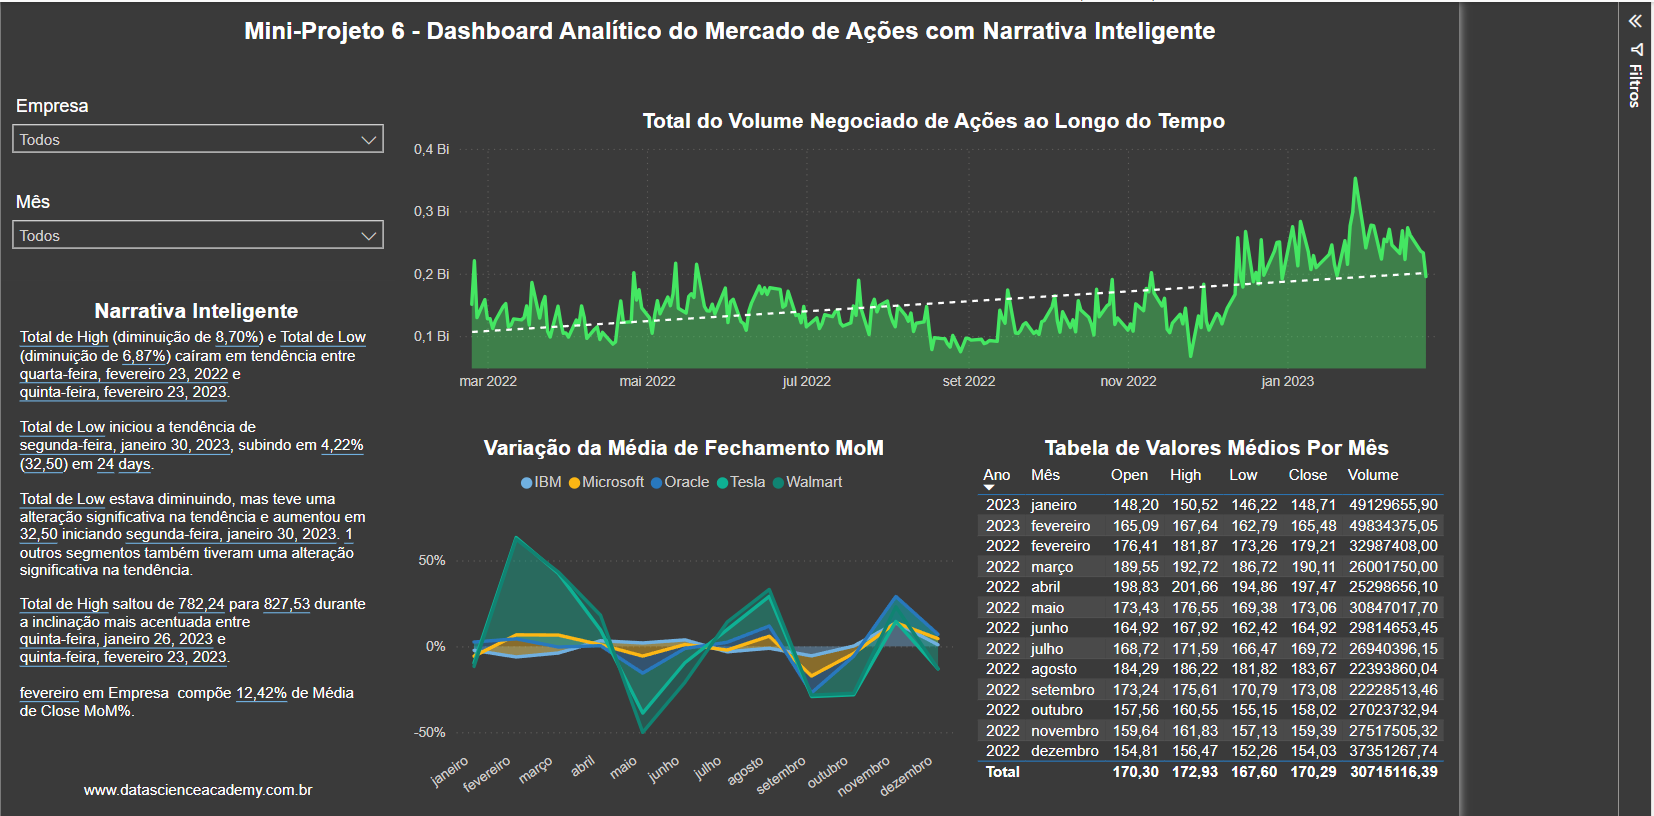 Mini-Projeto 6 - Dashboard Analítico do Mercado de Ações com Narrativa Inteligente
Filtros
Empresa
Todos
Mês
Todos
Narrativa Inteligente
Total de High (diminuição de 8,70%) e Total de Low
(diminuição de 6,87%) caíram em tendência entre
quarta-feira, fevereiro 23, 2022 e
quinta-feira, fevereiro 23, 2023.
Total de Low iniciou a tendência de
segunda-feira, janeiro 30, 2023, subindo em 4,22%
(32,50) em 24 days.
Total de Low estava diminuindo, mas teve uma
alteração significativa na tendência e aumentou em
32,50 iniciando segunda-feira, janeiro 30, 2023. 1
outros segmentos também tiveram uma alteração
significativa na tendência.
Total de High saltou de 782,24 para 827,53 durante
a inclinação mais acentuada entre
quinta-feira, janeiro 26, 2023 e
quinta-feira, fevereiro 23, 2023.
fevereiro em Empresa compõe 12,42% de Média
de Close MoM%.
www.datascienceacademy.com.br
Total do Volume Negociado de Ações ao Longo do Tempo
0,4 Bi
0,3 Bi
0,2 Bi
0,1 Bi
mar 2022 mai 2022 jul 2022 set 2022 nov 2022 jan 2023
Variação da Média de Fechamento MoM
IBM Microsoft Oracle Tesla Walmart
50%
0%
-50%
janeiro fevereiro março abril maio junho julho agosto setembro outubro novembro dezembro
Tabela de Valores Médios Por Mês
Ano Mês Open High Low Close Volume
2023 janeiro 148,20 150,52 146,22 148,71 49129655,90
2023 fevereiro 165,09 167,64 162,79 165,48 49834375,05
2022 fevereiro 176,41 181,87 173,26 179,21 32987408,00
2022 março 189,55 192,72 186,72 190,11 26001750,00
2022 abril 198,83 201,66 194,86 197,47 25298656,10
2022 maio 173,43 176,55 169,38 173,06 30847017,70
2022 junho 164,92 167,92 162,42 164,92 29814653,45
2022 julho 168,72 171,59 166,47 169,72 26940396,15
2022 agosto 184,29 186,22 181,82 183,67 22393860,04
2022 setembro 173,24 175,61 170,79 173,08 22228513,46
2022 outubro 157,56 160,55 155,15 158,02 27023732,94
2022 novembro 159,64 161,83 157,13 159,39 27517505,32
2022 dezembro 154,81 156,47 152,26 154,03 37351267,74
Total 170,30 172,93 167,60 170,29 30715116,39